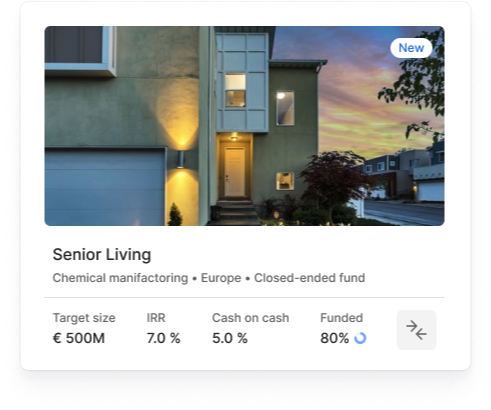 New
Senior Living
Chemical manifactoring • Europe • Closed-ended fund
Target size IRR Cash on cash Funded
€ 500M 7.0 % 5.0 % 80%